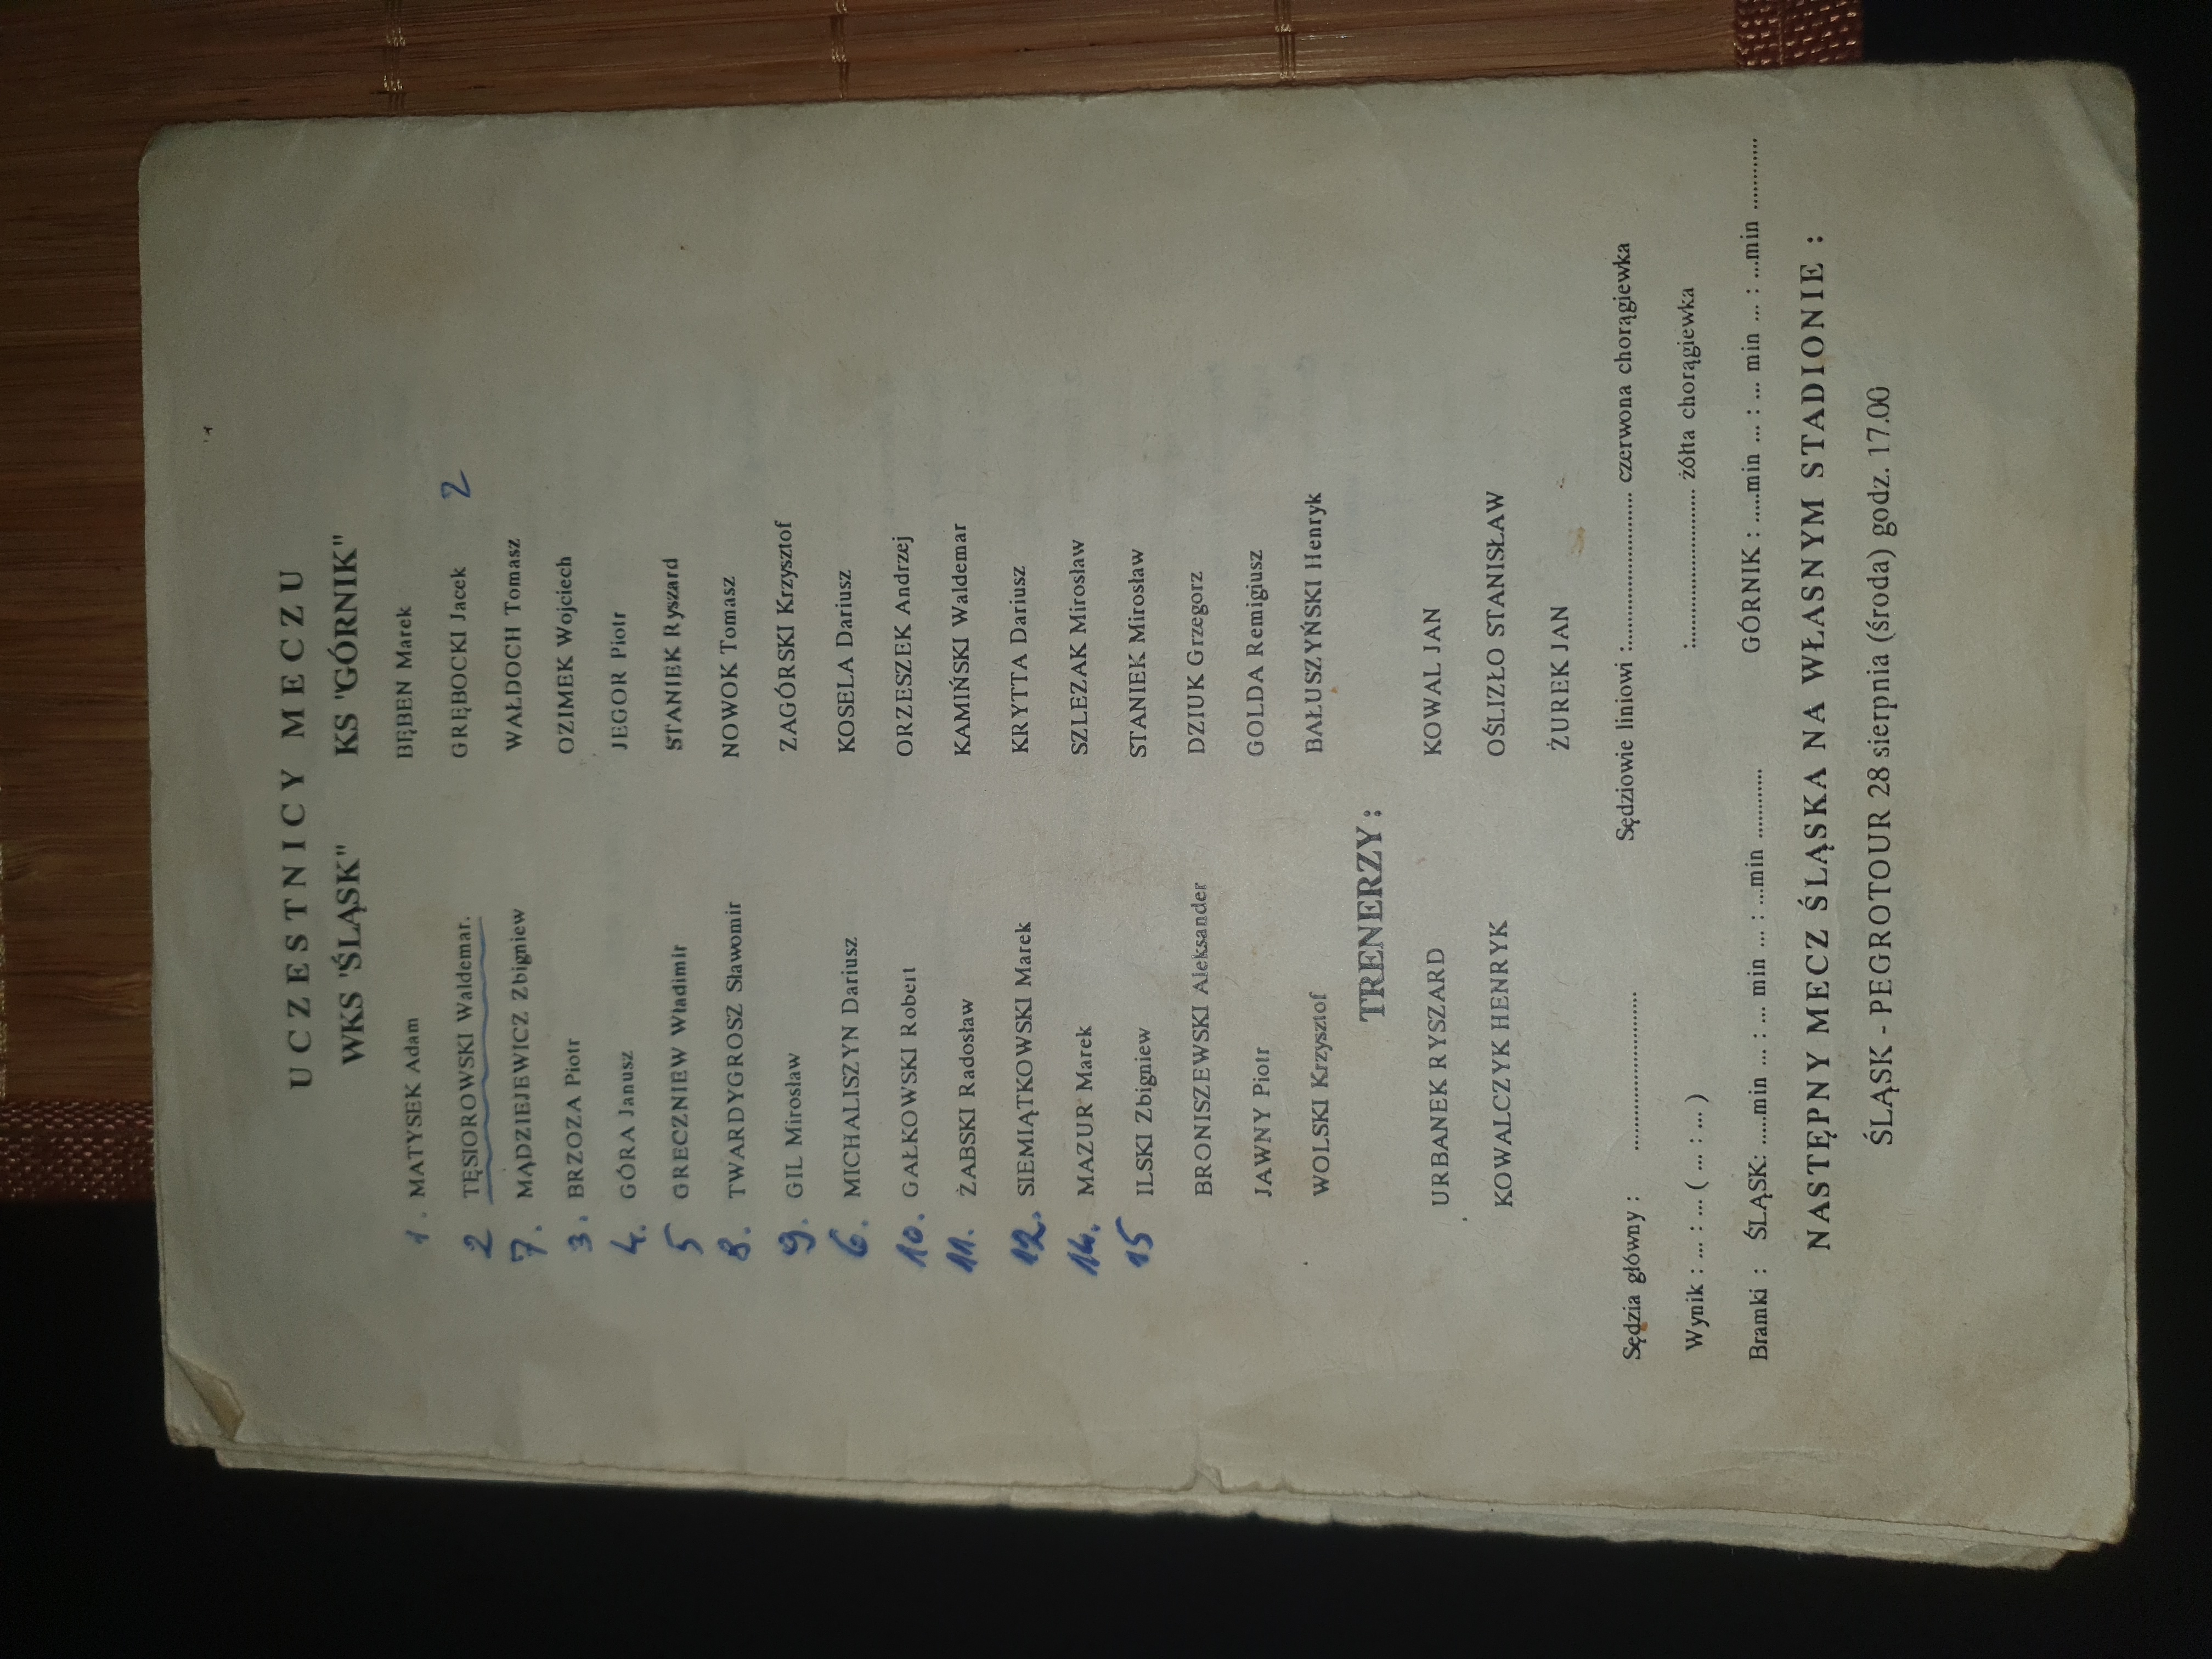 UCZESTNICY MECZU
WKS "ŚLĄSK" KS "GÓRNIK"
1. MATYSEK Adam BĘBEN Marek
2 TĘSIOROWSKI Waldemar. GRĘBOCKI Jacek 2
7. MĄDZIEJEWICZ Zbigniew WAŁDOCH Tomasz
3. BRZOZA Piotr OZIMEK Wojciech
4. GÓRA Janusz JEGOR Piotr
5 GRECZNIEW Władimir STANIEK Ryszard
8. TWARDYGROSZ Sławomir NOWOK Tomasz
9. GIL Mirosław ZAGÓRSKI Krzysztof
6. MICHALISZYN Dariusz KOSELA Dariusz
10. GAŁKOWSKI Robert ORZESZEK Andrzej
11. ŻABSKI Radosław KAMIŃSKI Waldemar
12. SIEMIĄTKOWSKI Marek KRYTTA Dariusz
14. MAZUR Marek SZLEZAK Mirosław
15 ILSKI Zbigniew STANIEK Mirosław
BRONISZEWSKI Aleksander DZIUK Grzegorz
JAWNY Piotr GOLDA Remigiusz
WOLSKI Krzysztof BAŁUSZYŃSKI Henryk
TRENERZY:
URBANEK RYSZARD KOWAL JAN
KOWALCZYK HENRYK OŚLIZŁO STANISŁAW
ŻUREK JAN
Sędzia główny : ........................ Sędziowie liniowi :........................ czerwona chorągiewka
Wynik : ... : ... ( ... : ... ) :........................ żółta chorągiewka
Bramki : ŚLĄSK: .....min ... : ... min ... : ...min .......... GÓRNIK : .....min ... : ... min ... : ...min ..........
NASTĘPNY MECZ ŚLĄSKA NA WŁASNYM STADIONIE :
ŚLĄSK - PEGROTOUR 28 sierpnia (środa) godz. 17.00